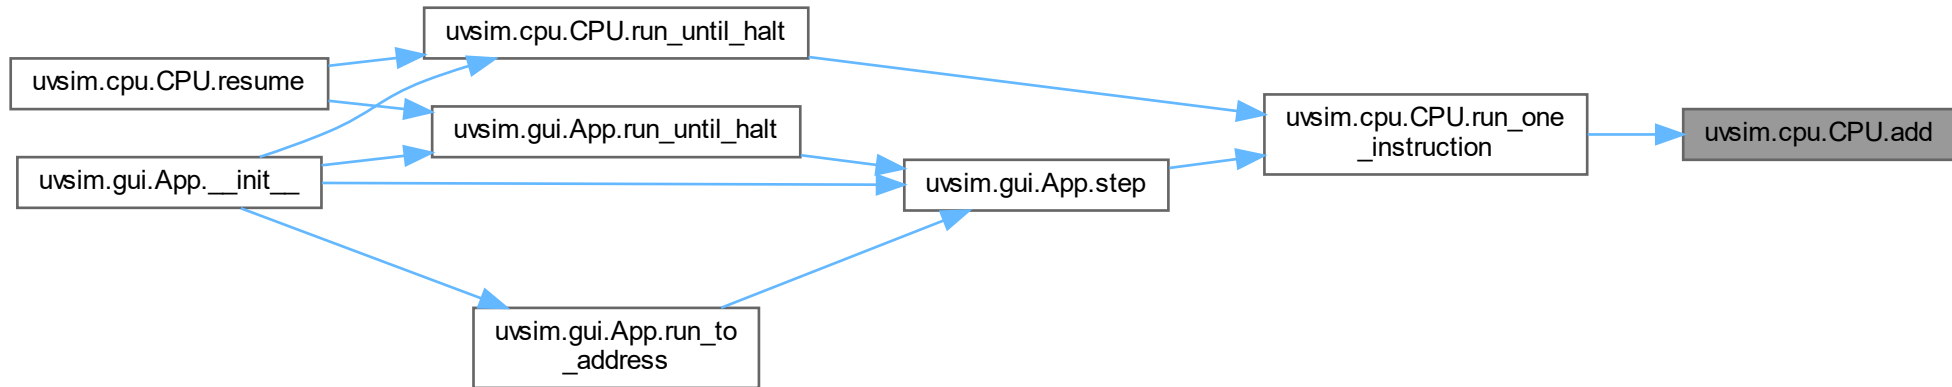 uvsim.cpu.CPU.run_until_halt
uvsim.cpu.CPU.resume
uvsim.gui.App.run_until_halt
uvsim.gui.App.__init__
uvsim.gui.App.step
uvsim.gui.App.run_to
_address
uvsim.cpu.CPU.run_one
_instruction
uvsim.cpu.CPU.add